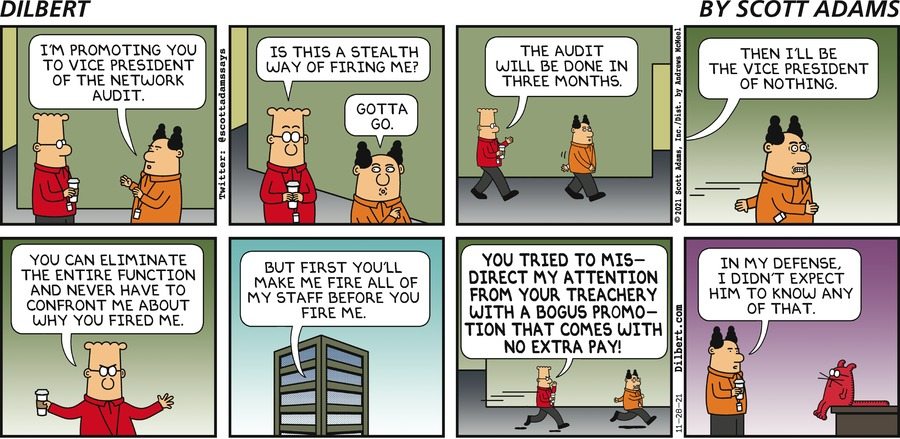 DILBERT
BY SCOTT ADAMS
I'M PROMOTING YOU
TO VICE PRESIDENT
OF THE NETWORK
AUDIT.
Twitter: @scottadamssays
IS THIS A STEALTH
WAY OF FIRING ME?
GOTTA
GO.
THE AUDIT
WILL BE DONE IN
THREE MONTHS.
© 2021 Scott Adams, Inc./Dist. by Andrews McMeel
THEN I'LL BE
THE VICE PRESIDENT
OF NOTHING.
YOU CAN ELIMINATE
THE ENTIRE FUNCTION
AND NEVER HAVE TO
CONFRONT ME ABOUT
WHY YOU FIRED ME.
BUT FIRST YOU'LL
MAKE ME FIRE ALL OF
MY STAFF BEFORE YOU
FIRE ME.
YOU TRIED TO MIS-
DIRECT MY ATTENTION
FROM YOUR TREACHERY
WITH A BOGUS PROMO-
TION THAT COMES WITH
NO EXTRA PAY!
11-28-21 Dilbert.com
IN MY DEFENSE,
I DIDN'T EXPECT
HIM TO KNOW ANY
OF THAT.